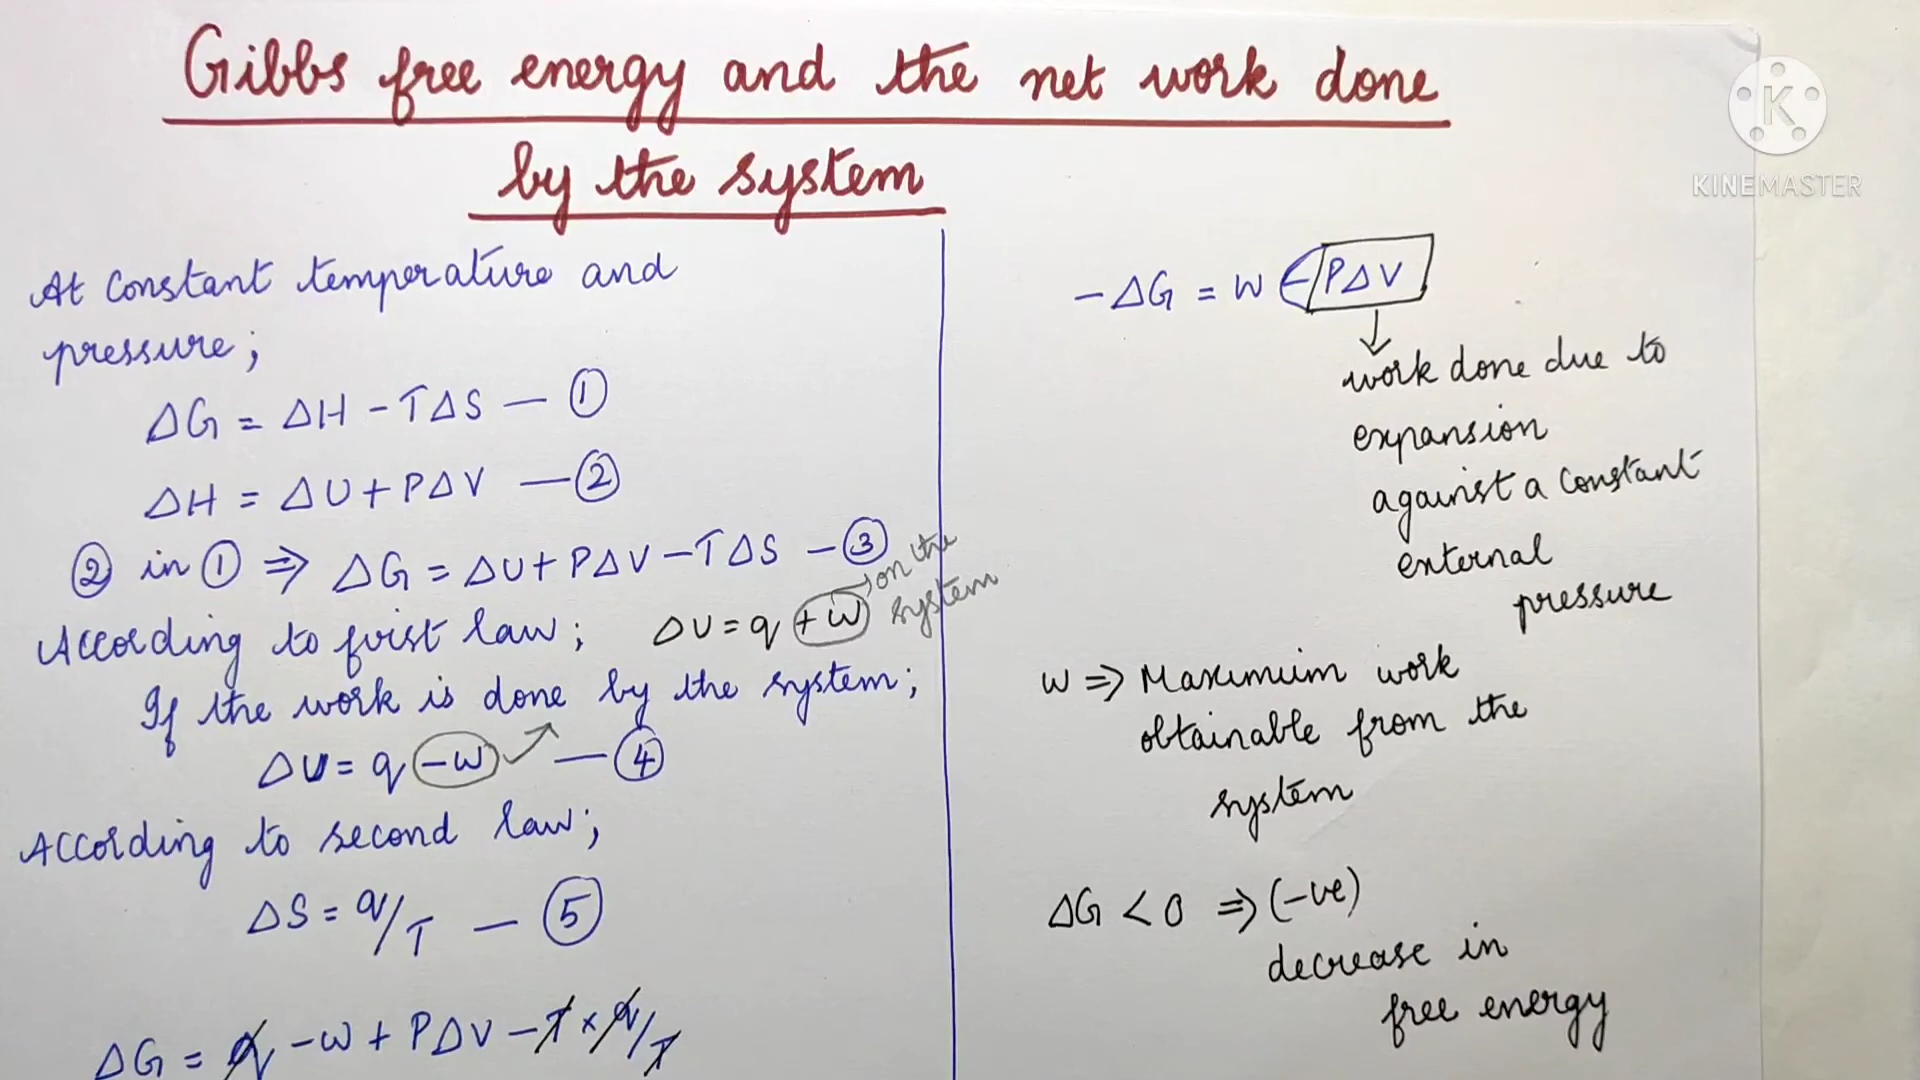 Gibbs free energy and the net work done
by the system
At constant temperature and
pressure;
ΔG = ΔH - TΔS — ①
ΔH = ΔU + PΔV — ②
② in ① ⇒ ΔG = ΔU + PΔV - TΔS — ③
According to first law; ΔU = q + w → on the system
If the work is done by the system;
ΔU = q - w — ④
According to second law;
ΔS = q/T — ⑤
ΔG = q - w + PΔV - T × q/T
-ΔG = w - PΔV
work done due to
expansion
against a constant
external
pressure
w ⇒ Maximum work
obtainable from the
system
ΔG < 0 ⇒ (-ve)
decrease in
free energy
K
KINEMASTER